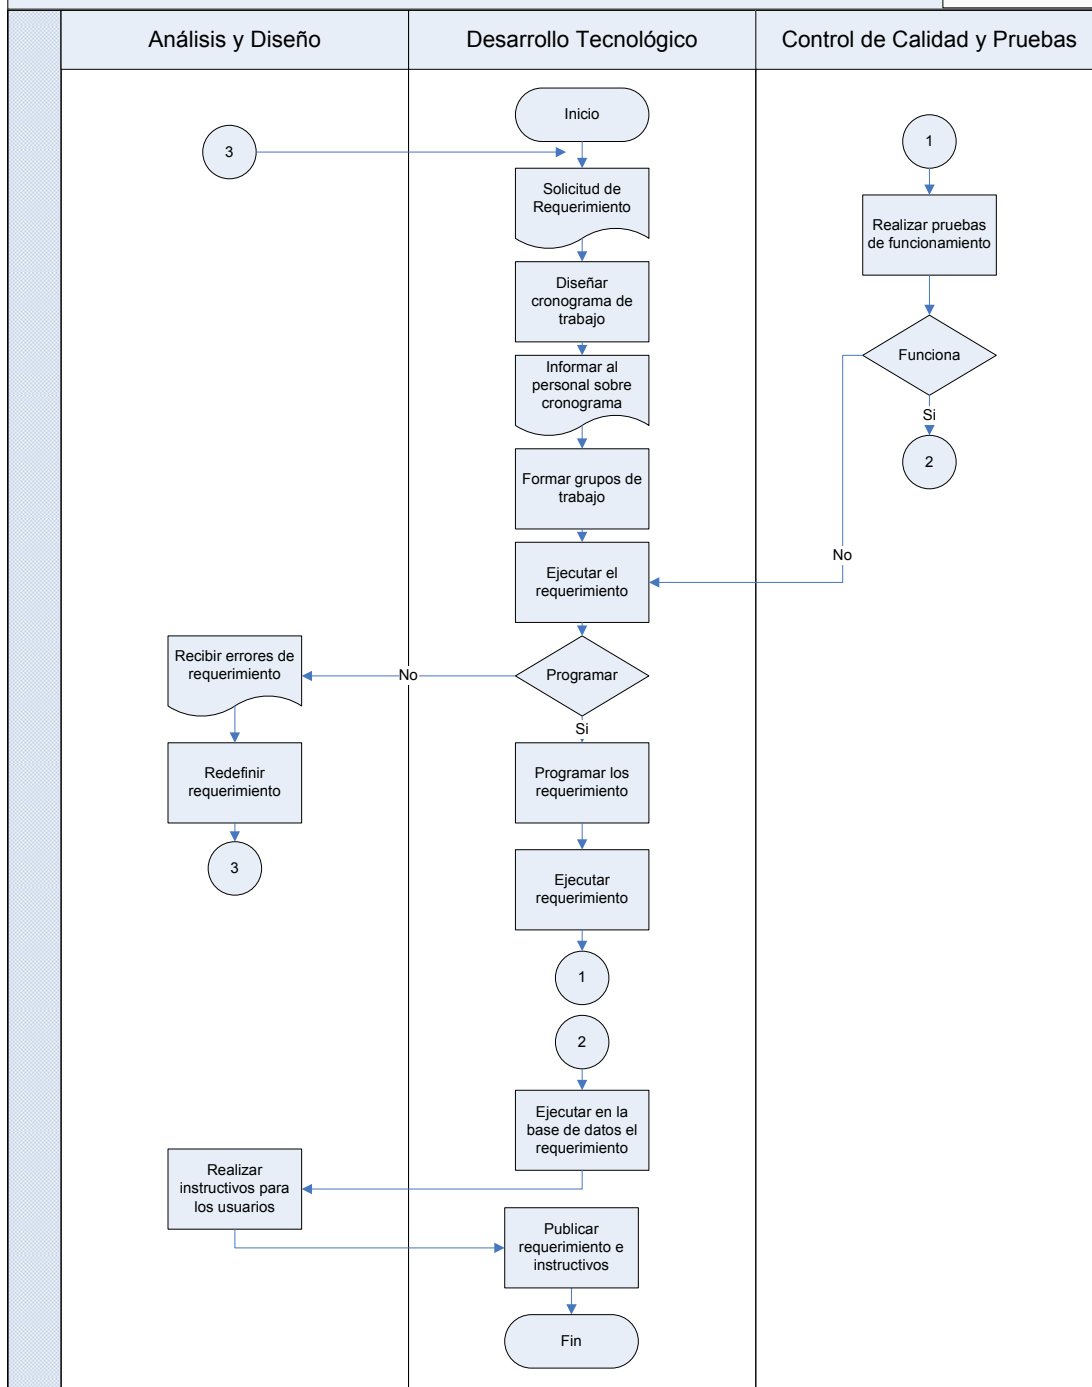 Análisis y Diseño
Desarrollo Tecnológico
Control de Calidad y Pruebas
Inicio
3
1
Solicitud de
Requerimiento
Realizar pruebas
de funcionamiento
Diseñar
cronograma de
trabajo
Funciona
Informar al
personal sobre
cronograma
Si
2
Formar grupos de
trabajo
No
Ejecutar el
requerimiento
Recibir errores de
requerimiento
No
Programar
Si
Redefinir
requerimiento
Programar los
requerimiento
3
Ejecutar
requerimiento
1
2
Ejecutar en la
base de datos el
requerimiento
Realizar
instructivos para
los usuarios
Publicar
requerimiento e
instructivos
Fin